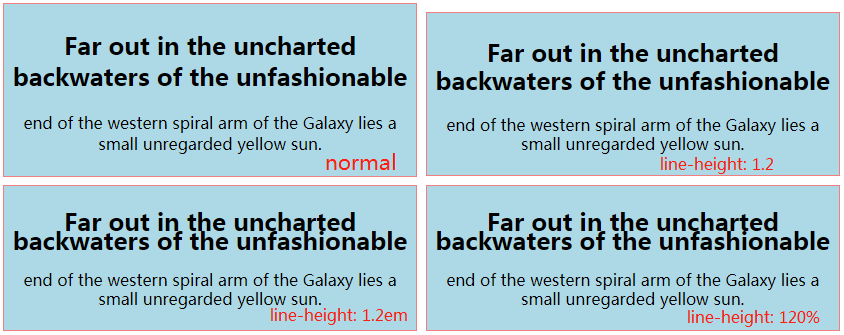 Far out in the uncharted
backwaters of the unfashionable
end of the western spiral arm of the Galaxy lies a
small unregarded yellow sun.
normal
Far out in the uncharted
backwaters of the unfashionable
end of the western spiral arm of the Galaxy lies a
small unregarded yellow sun.
line-height: 1.2
Far out in the uncharted
backwaters of the unfashionable
end of the western spiral arm of the Galaxy lies a
small unregarded yellow sun.
line-height: 1.2em
Far out in the uncharted
backwaters of the unfashionable
end of the western spiral arm of the Galaxy lies a
small unregarded yellow sun.
line-height: 120%